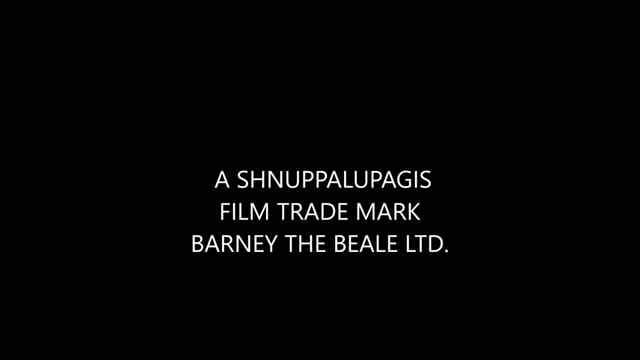 A SHNUPPALUPAGIS
FILM TRADE MARK
BARNEY THE BEALE LTD.